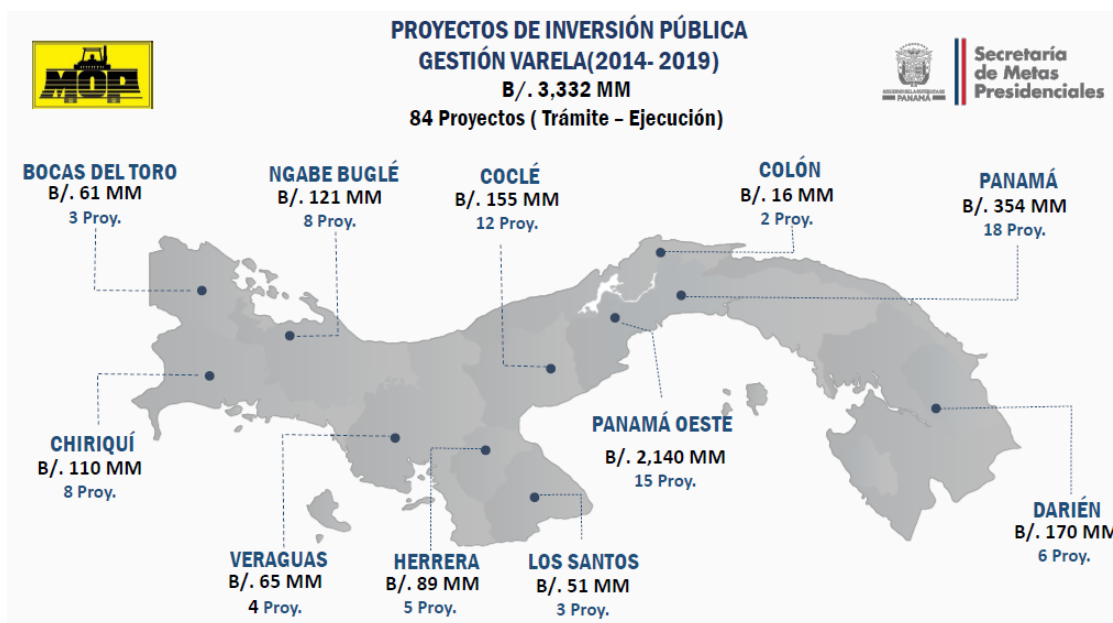 PROYECTOS DE INVERSIÓN PÚBLICA
GESTIÓN VARELA(2014- 2019)
B/. 3,332 MM
84 Proyectos ( Trámite – Ejecución)
MOP
PANAMÁ
Secretaría
de Metas
Presidenciales
BOCAS DEL TORO
B/. 61 MM
3 Proy.
NGABE BUGLÉ
B/. 121 MM
8 Proy.
COCLÉ
B/. 155 MM
12 Proy.
COLÓN
B/. 16 MM
2 Proy.
PANAMÁ
B/. 354 MM
18 Proy.
CHIRIQUÍ
B/. 110 MM
8 Proy.
PANAMÁ OESTE
B/. 2,140 MM
15 Proy.
DARIÉN
B/. 170 MM
6 Proy.
VERAGUAS
B/. 65 MM
4 Proy.
HERRERA
B/. 89 MM
5 Proy.
LOS SANTOS
B/. 51 MM
3 Proy.